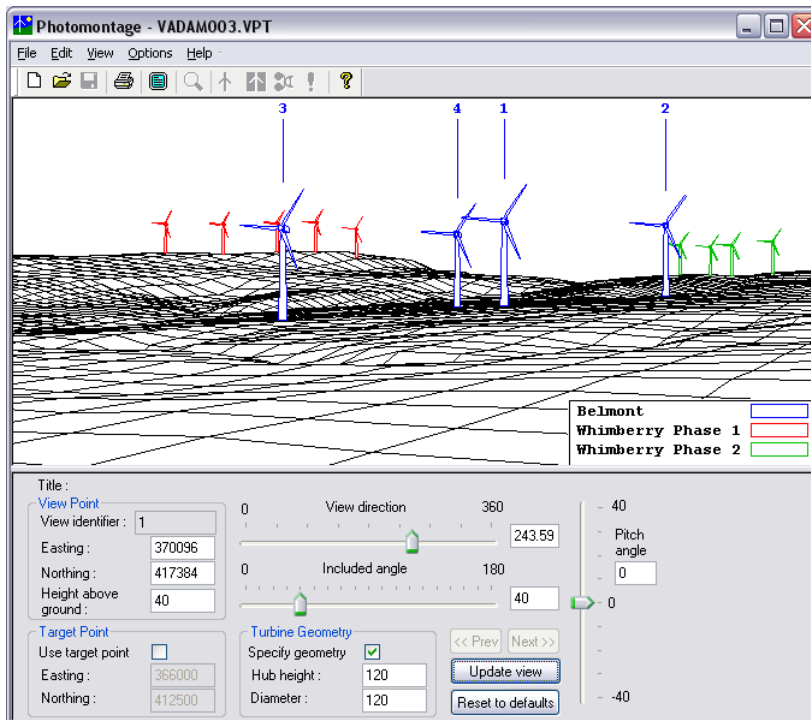 Photomontage - VADAM003.VPT
File Edit View Options Help
3 4 1 2
Belmont
Whimberry Phase 1
Whimberry Phase 2
Title :
View Point
View identifier : 1
Easting : 370096
Northing : 417384
Height above ground : 40
0 View direction 360
243.59
0 Included angle 180
40
40
Pitch angle
0
0
-40
Target Point
Use target point
Easting : 366000
Northing : 412500
Turbine Geometry
Specify geometry
Hub height : 120
Diameter : 120
<< Prev Next >>
Update view
Reset to defaults